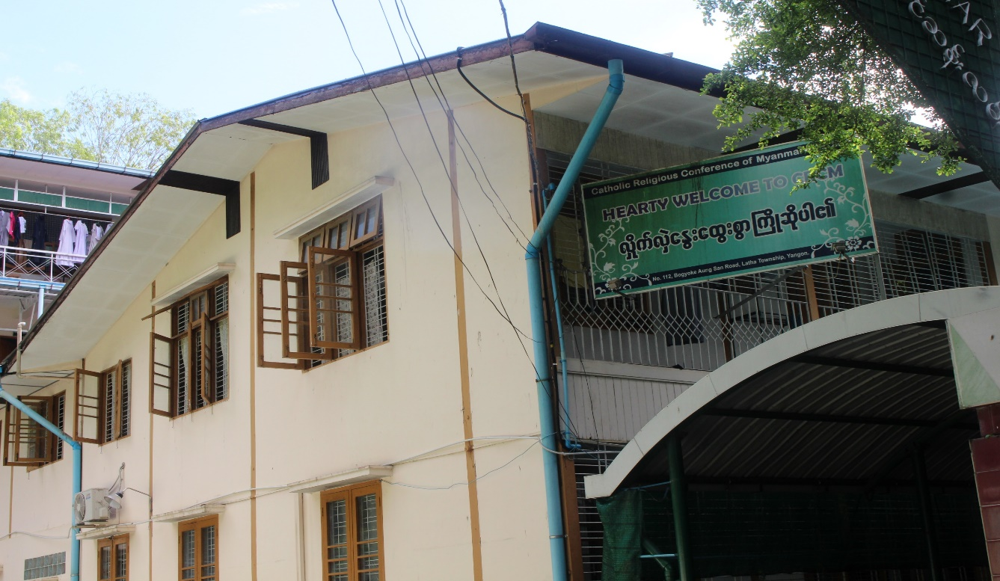 Catholic Religious Conference of Myanmar
HEARTY WELCOME TO CRCM
လှိုက်လှဲနွေးထွေးစွာကြိုဆိုပါ၏
No. 112, Bogyoke Aung San Road, Latha Township, Yangon.